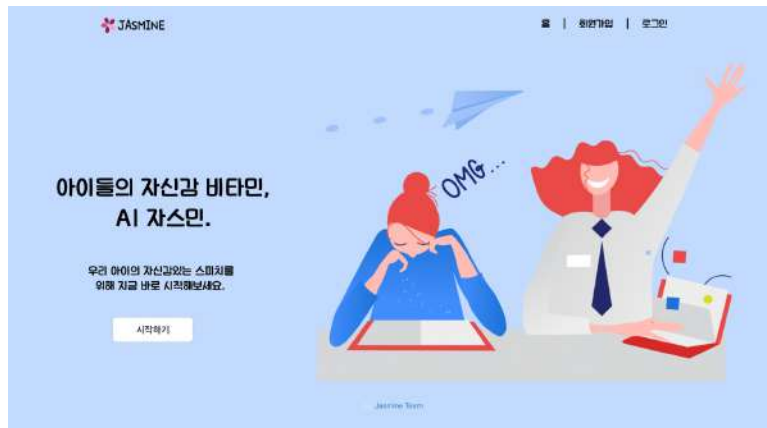 JASMINE
홈 | 회원가입 | 로그인
OMG...
아이들의 자신감 비타민,
AI 자스민.
우리 아이의 자신감있는 스피치를
위해 지금 바로 시작해보세요.
시작하기
Jasmine Team